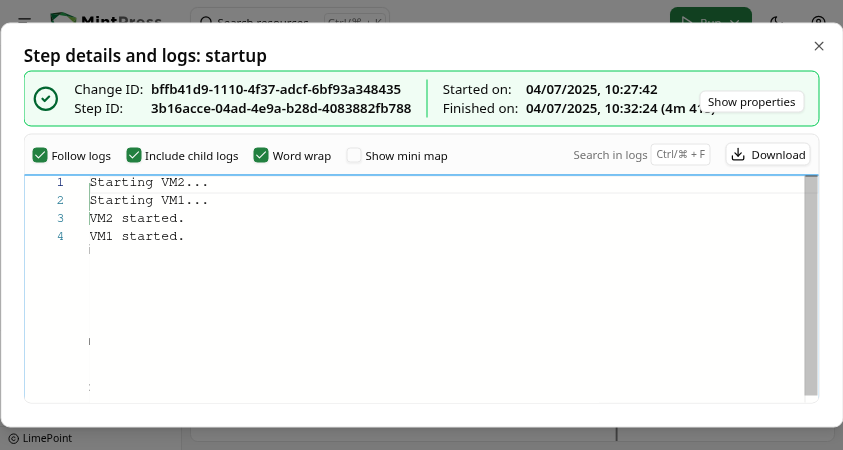 MintPress
Search resources Ctrl/⌘ + K
Run
Step details and logs: startup
Change ID: bffb41d9-1110-4f37-adcf-6bf93a348435
Step ID: 3b16acce-04ad-4e9a-b28d-4083882fb788
Started on: 04/07/2025, 10:27:42
Finished on: 04/07/2025, 10:32:24 (4m
Show properties
Follow logs Include child logs Word wrap Show mini map Search in logs Ctrl/⌘ + F Download
1 Starting VM2...
2 Starting VM1...
3 VM2 started.
4 VM1 started.
LimePoint